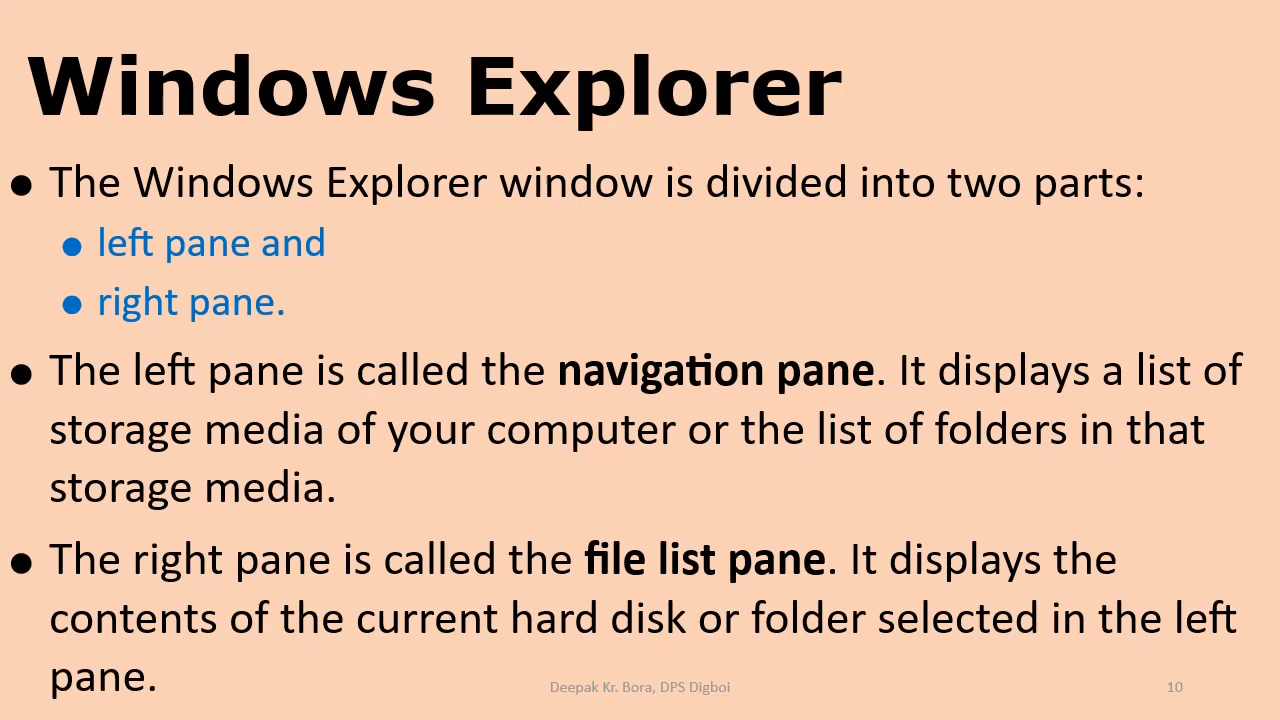 Windows Explorer
● The Windows Explorer window is divided into two parts:
● left pane and
● right pane.
● The left pane is called the navigation pane. It displays a list of
storage media of your computer or the list of folders in that
storage media.
● The right pane is called the file list pane. It displays the
contents of the current hard disk or folder selected in the left
pane.
Deepak Kr. Bora, DPS Digboi
10